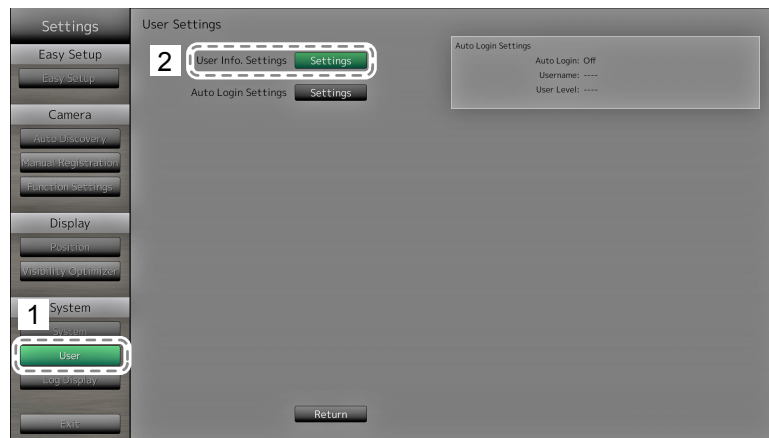 Settings
Easy Setup
Easy Setup
Camera
Auto Discovery
Manual Registration
Function Settings
Display
Position
Visibility Optimizer
System
1
System
User
Log Display
Exit
User Settings
2
User Info. Settings Settings
Auto Login Settings Settings
Auto Login Settings
Auto Login: Off
Username: ----
User Level: ----
Return